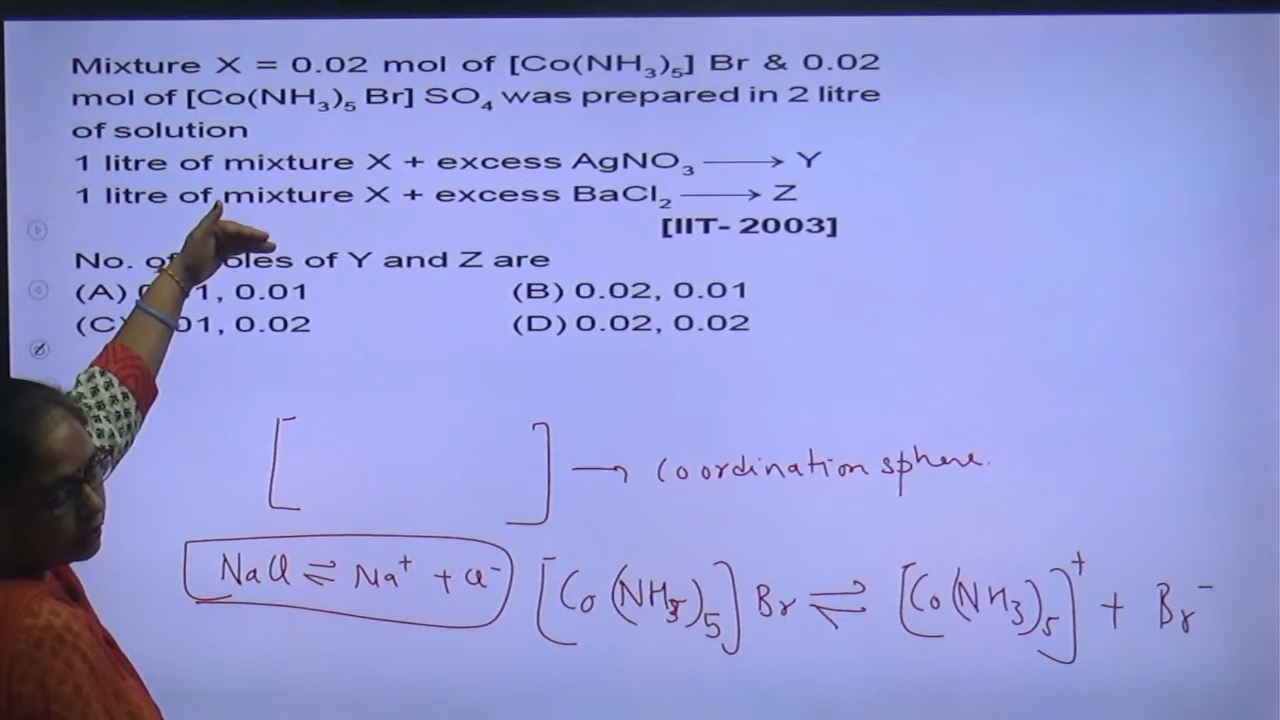 Mixture X = 0.02 mol of [Co(NH₃)₅] Br & 0.02
mol of [Co(NH₃)₅ Br] SO₄ was prepared in 2 litre
of solution
1 litre of mixture X + excess AgNO₃ ⟶ Y
1 litre of mixture X + excess BaCl₂ ⟶ Z
[IIT- 2003]
No. of and Z are
(A) , 0.01 (B) 0.02, 0.01
(C) 01, 0.02 (D) 0.02, 0.02
[ ] → Coordination sphere.
NaCl ⇌ Na⁺ + Cl⁻
[Co(NH₃)₅] Br ⇌ [Co(NH₃)₅]⁺ + Br⁻